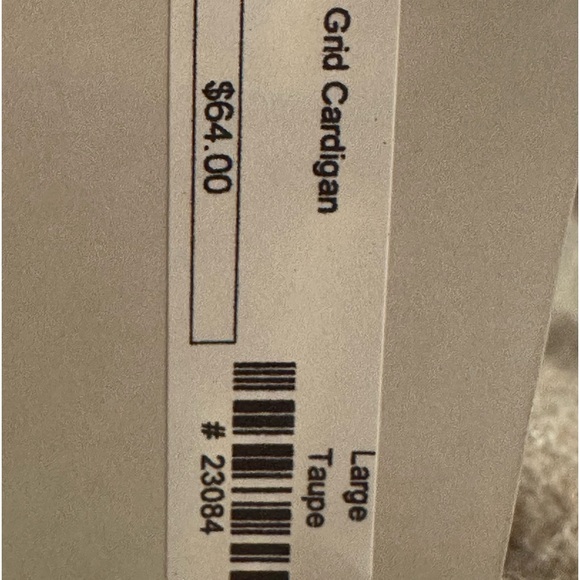 Grid Cardigan
$64.00
Large
Taupe
# 23084